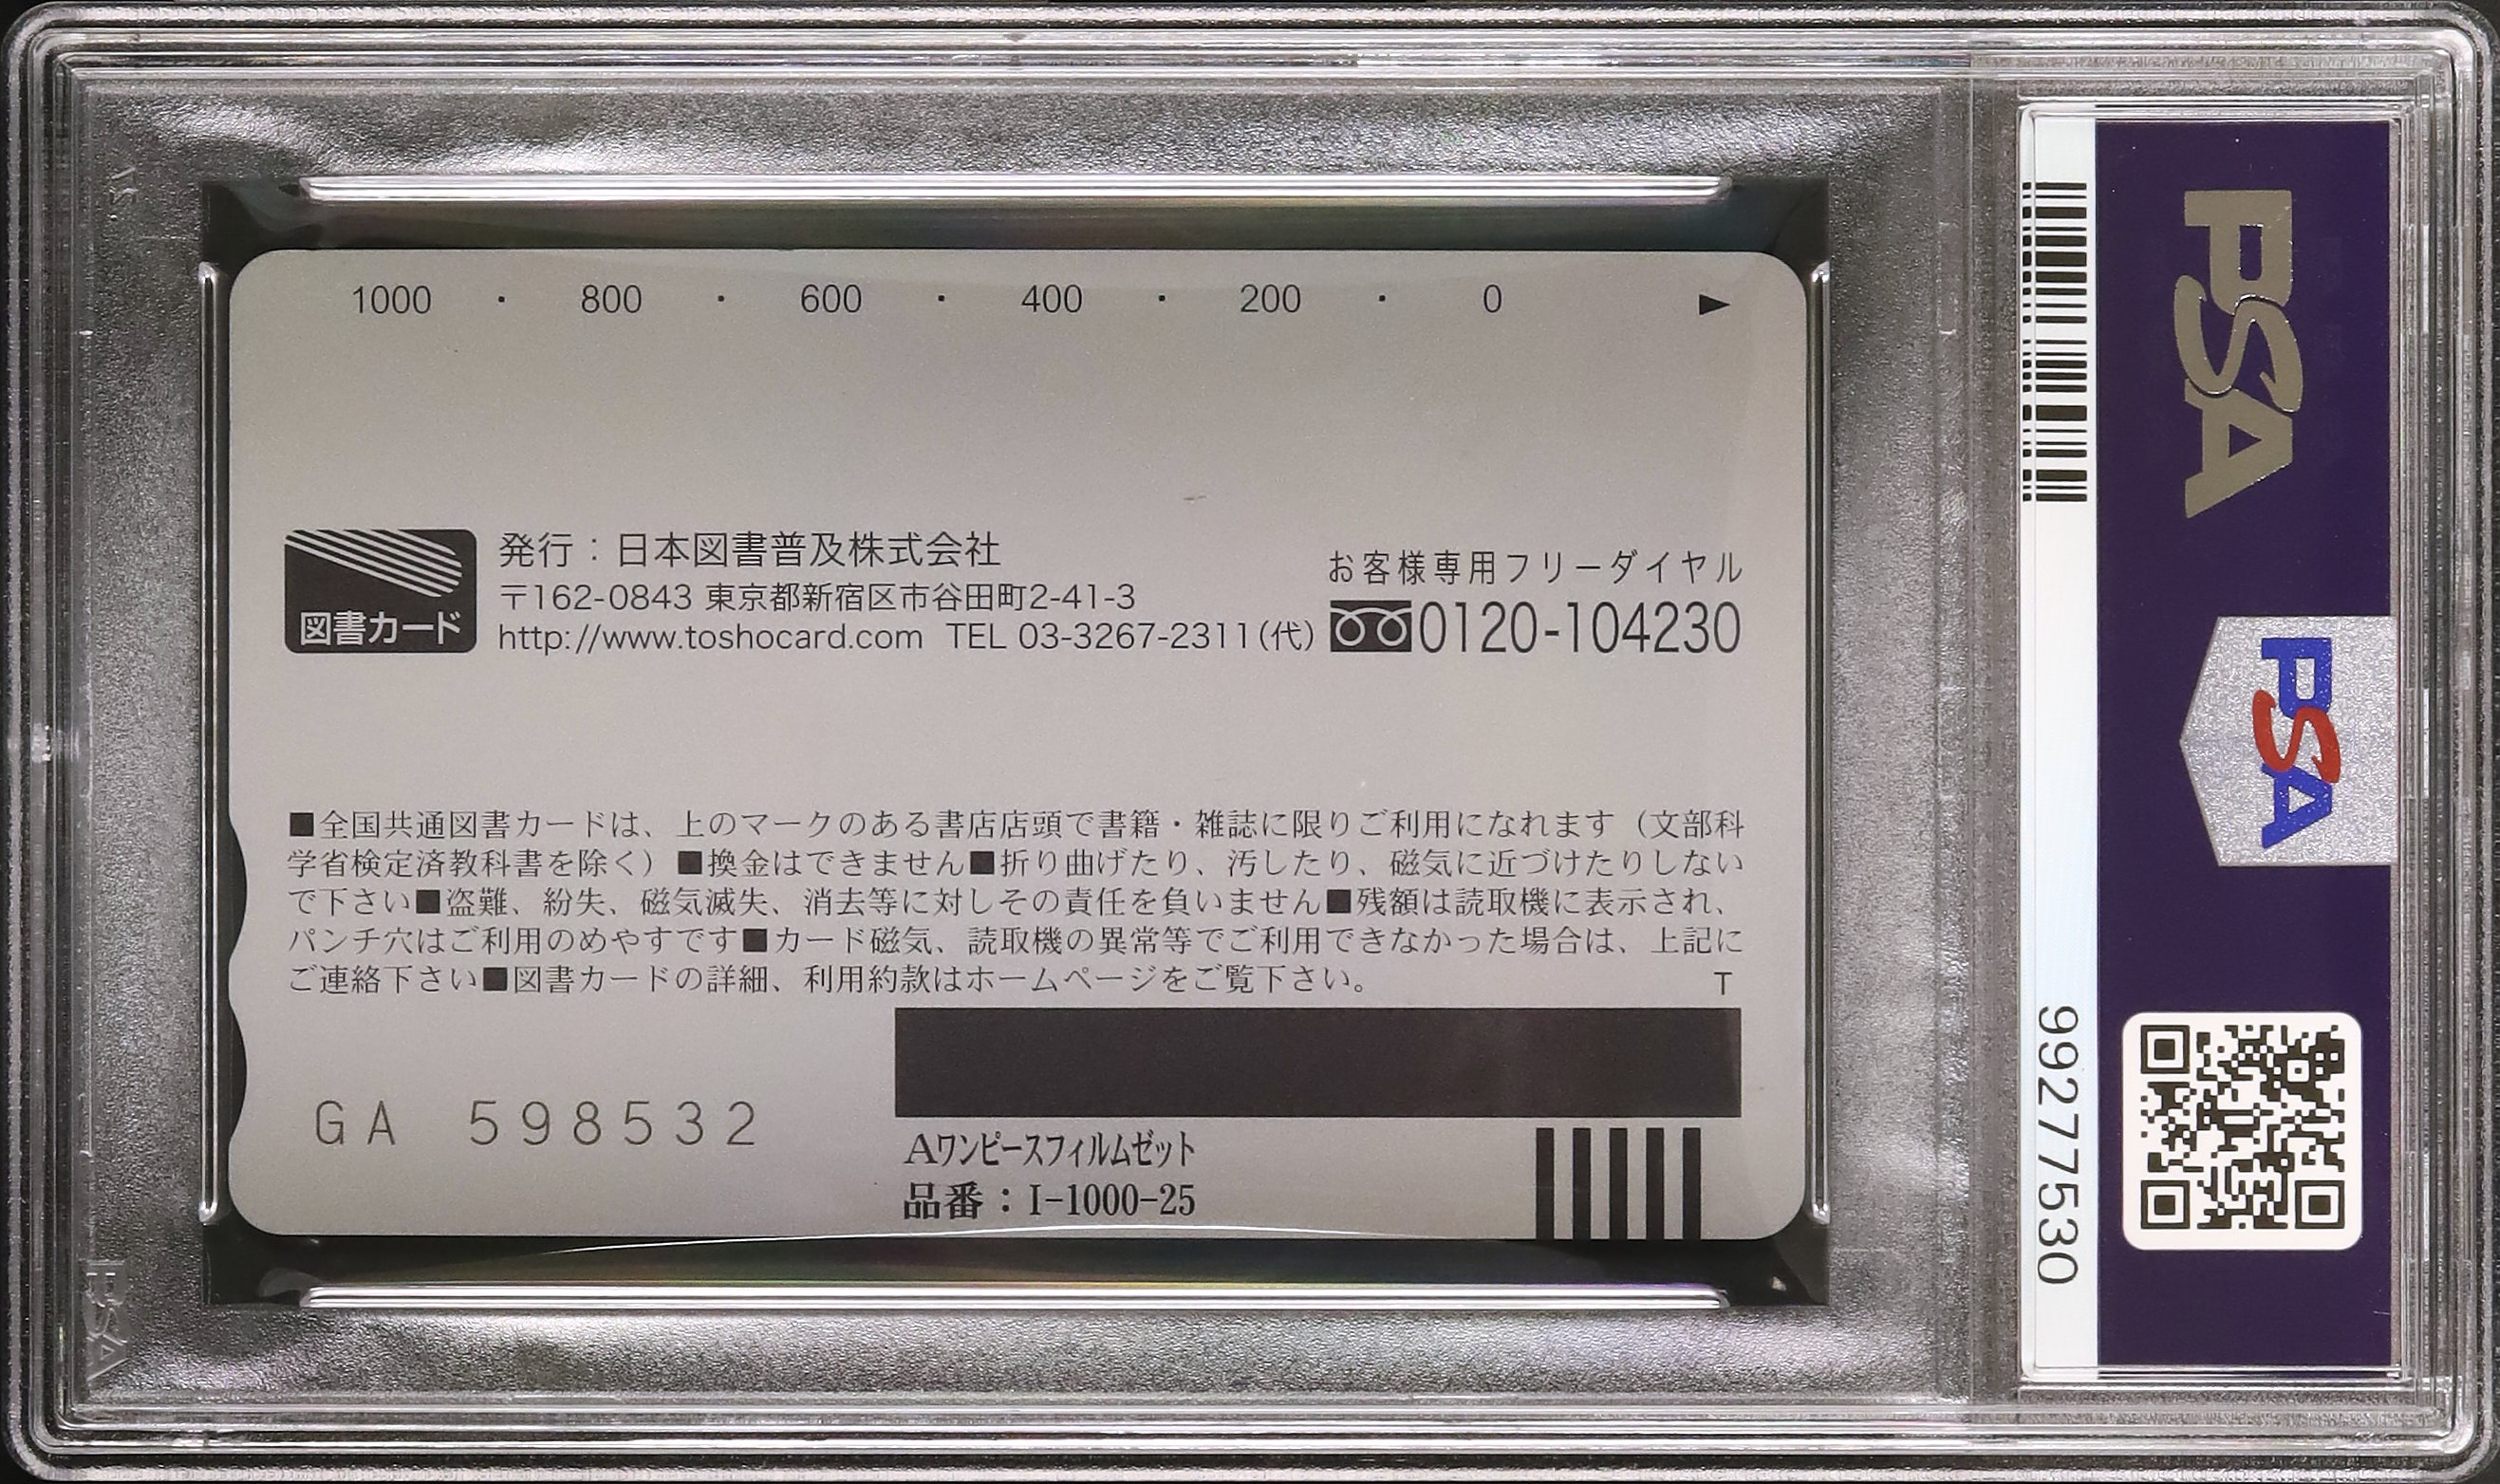 1000 · 800 · 600 · 400 · 200 · 0 ▶
図書カード
発行：日本図書普及株式会社
〒162-0843 東京都新宿区市谷田町2-41-3
http://www.toshocard.com TEL 03-3267-2311(代)
お客様専用フリーダイヤル
0120-104230
■全国共通図書カードは、上のマークのある書店店頭で書籍・雑誌に限りご利用になれます（文部科
学省検定済教科書を除く）■換金はできません■折り曲げたり、汚したり、磁気に近づけたりしない
で下さい■盗難、紛失、磁気滅失、消去等に対しその責任を負いません■残額は読取機に表示され、
パンチ穴はご利用のめやすです■カード磁気、読取機の異常等でご利用できなかった場合は、上記に
ご連絡下さい■図書カードの詳細、利用約款はホームページをご覧下さい。
T
GA 598532
Aワンピースフィルムゼット
品番：I-1000-25
PSA
PSA
99277530
PSA